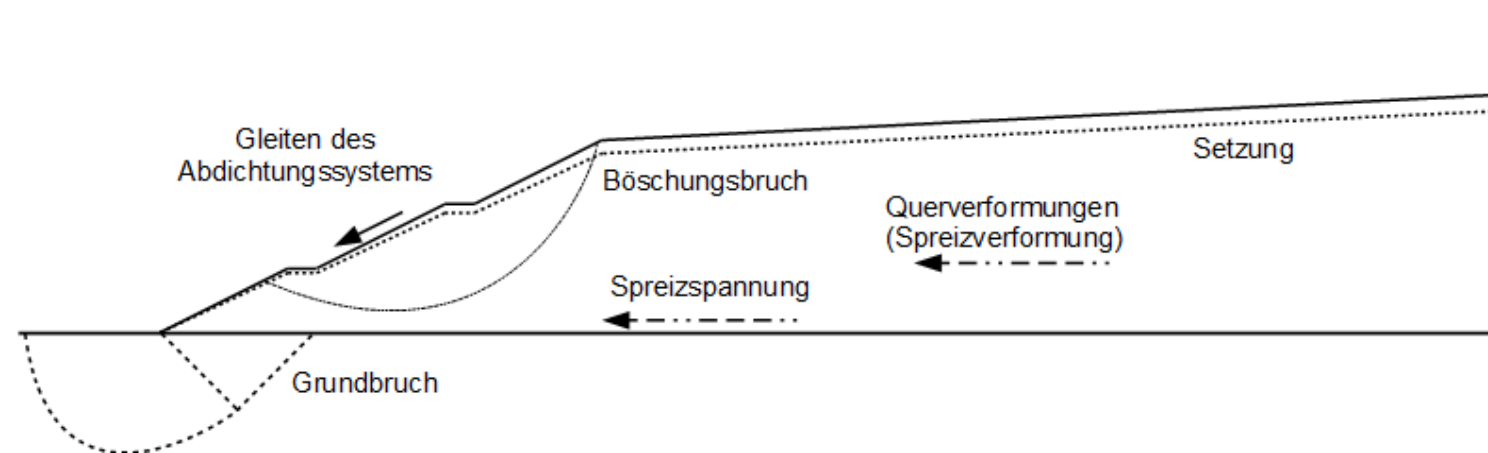 Gleiten des
Abdichtungssystems
Böschungsbruch
Setzung
Querverformungen
(Spreizverformung)
Spreizspannung
Grundbruch